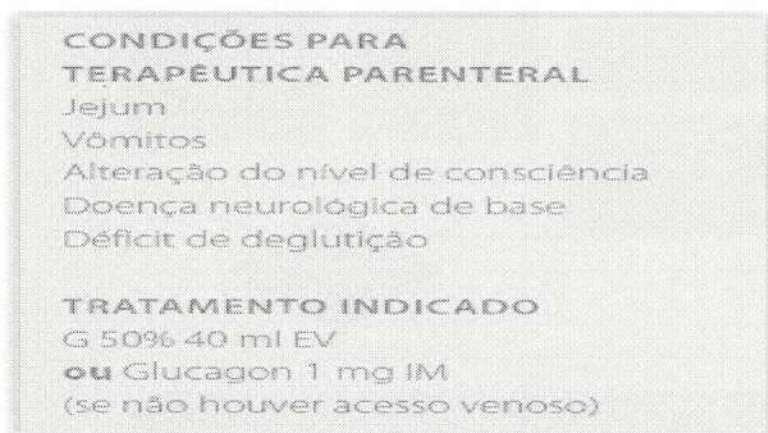 CONDIÇÕES PARA
TERAPÊUTICA PARENTERAL
Jejum
Vômitos
Alteração do nível de consciência
Doença neurológica de base
Déficit de deglutição
TRATAMENTO INDICADO
G 50% 40 ml EV
ou Glucagon 1 mg IM
(se não houver acesso venoso)